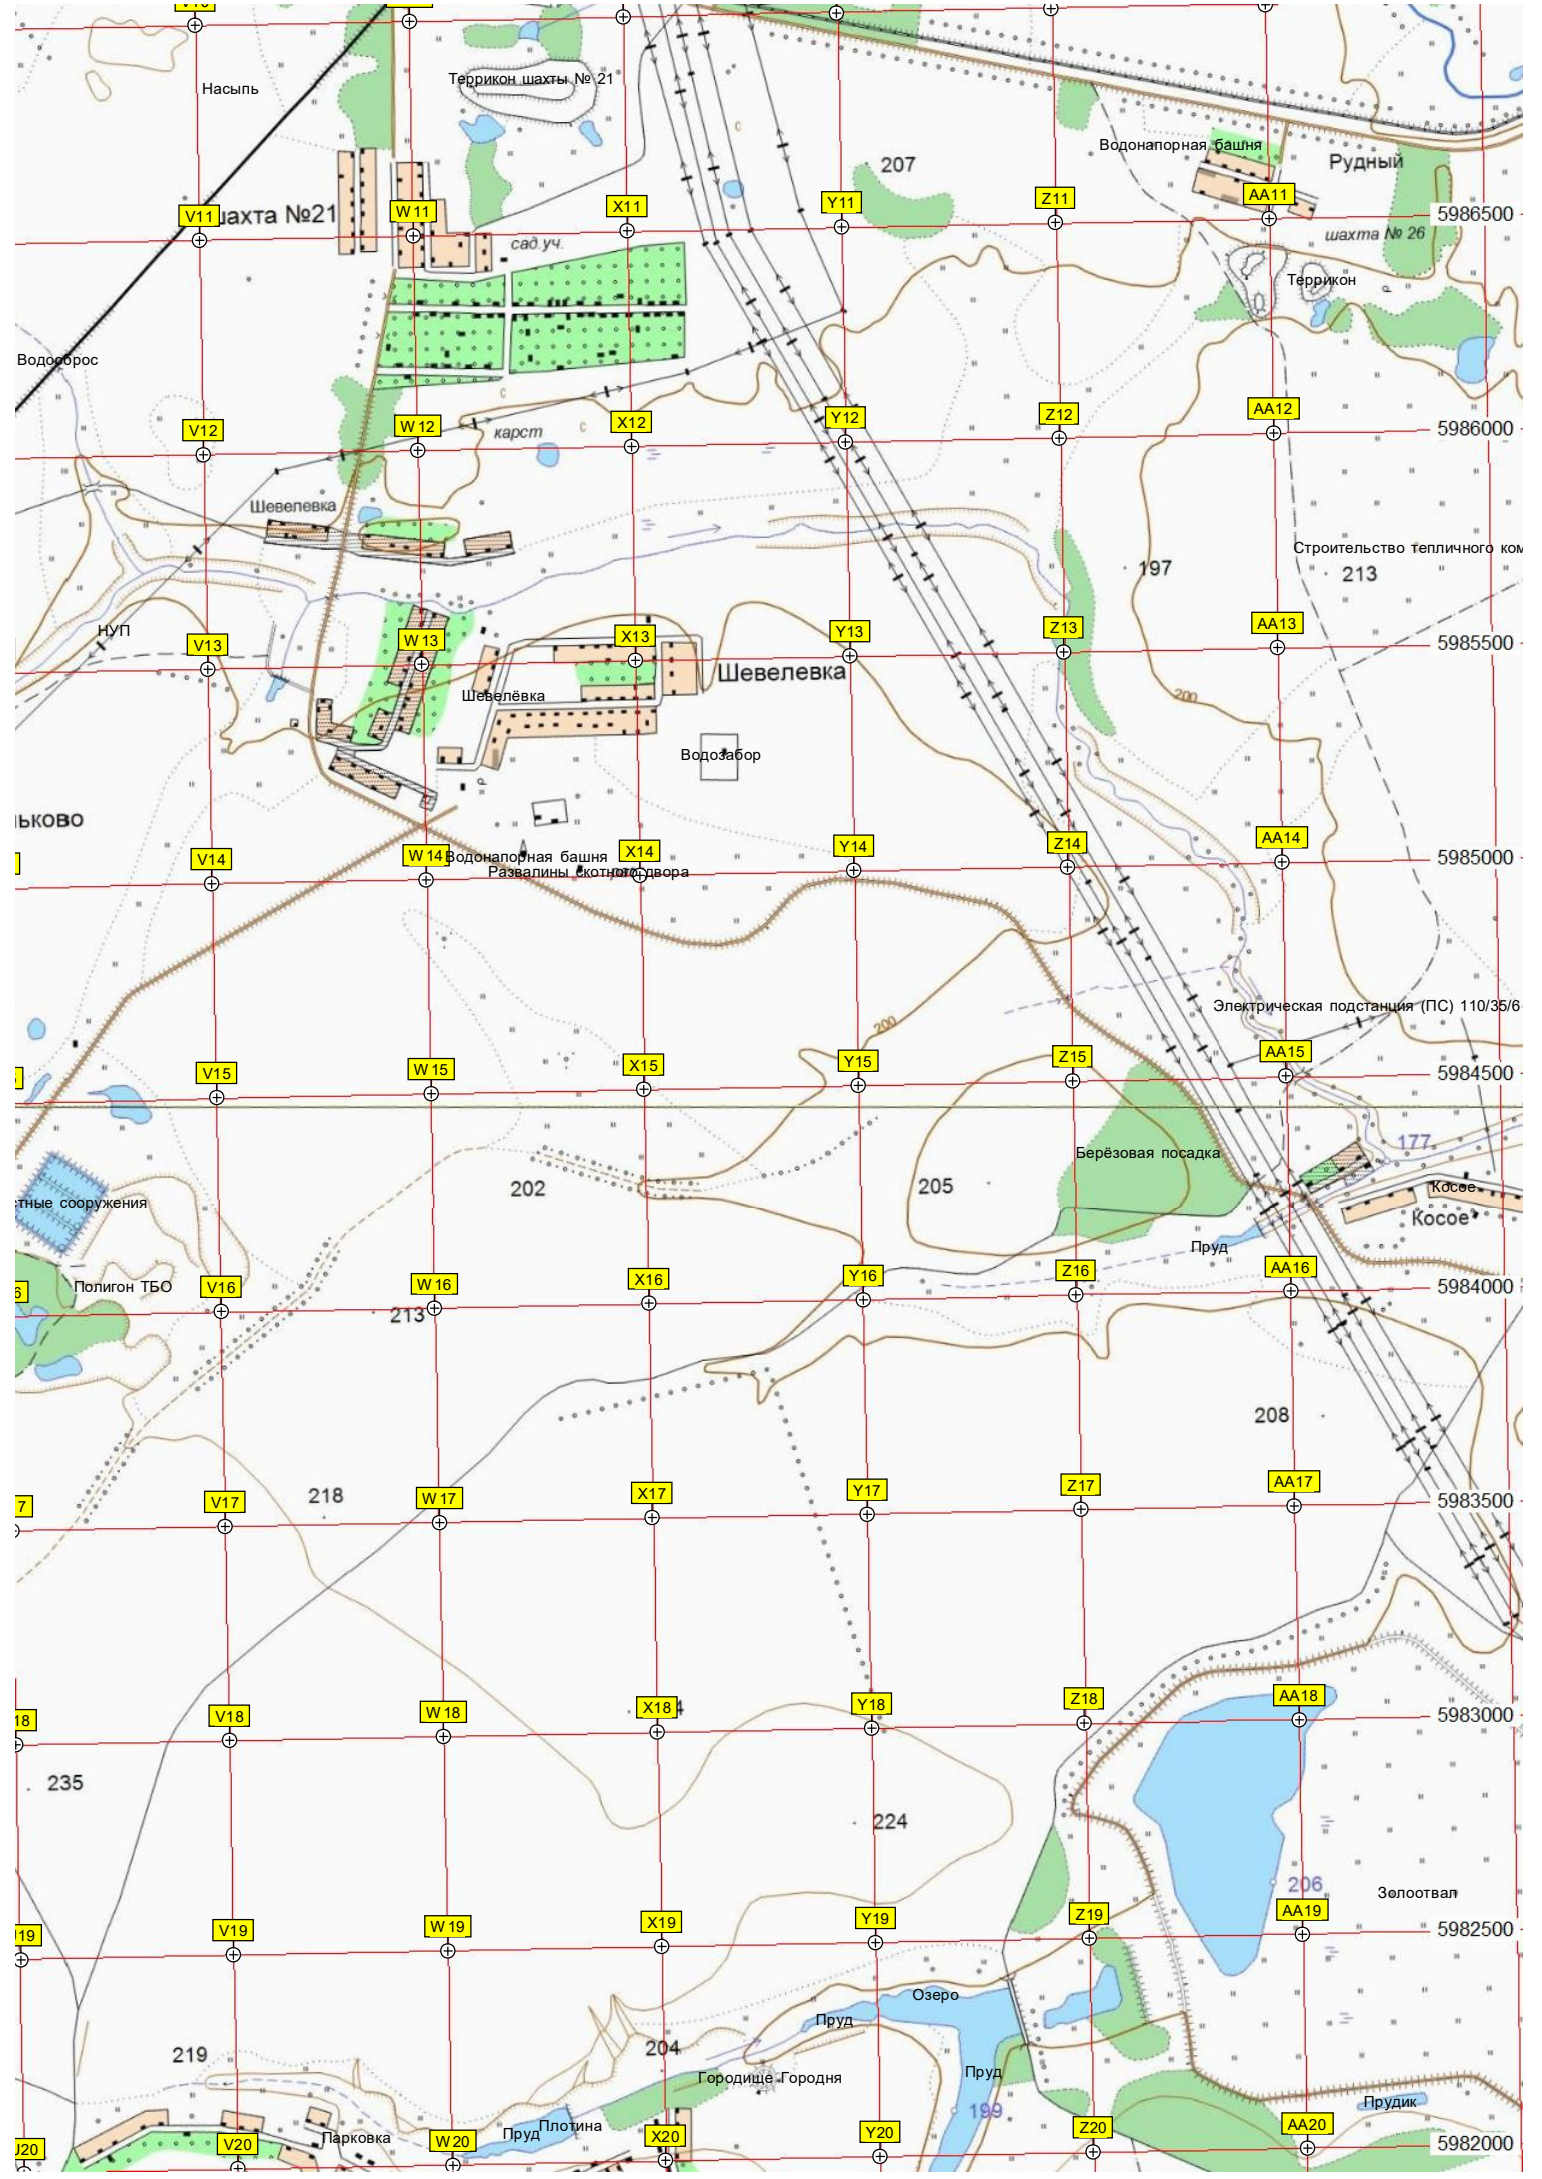 Насыпь
Террикон шахты № 21
207
Водонапорная башня
Рудный
V11
шахта №21
W11
X11
Y11
Z11
AA11
5986500
сад.уч.
шахта № 26
Террикон
Водосброс
V12
W12
X12
Y12
Z12
AA12
5986000
карст
Шевелевка
197
Строительство тепличного ком
213
НУП
V13
W13
X13
Y13
Z13
AA13
5985500
Шевелевка
Шевелёвка
200
Водозабор
ьково
V14
W14
Водонапорная башня
X14
Y14
Z14
AA14
5985000
Развалины скотного двора
200
Электрическая подстанция (ПС) 110/35/6
V15
W15
X15
Y15
Z15
AA15
5984500
177
Берёзовая посадка
202
205
Косое
Косое
тные сооружения
Пруд
Полигон ТБО
6
V16
W16
X16
Y16
Z16
AA16
5984000
213
208
218
7
V17
W17
X17
Y17
Z17
AA17
5983500
18
V18
W18
X18
Y18
Z18
AA18
5983000
235
224
206
Золоотвал
19
V19
W19
X19
Y19
Z19
AA19
5982500
Озеро
Пруд
219
204
Городище Городня
Пруд
199
Прудик
Плотина
Пруд
Парковка
J20
V20
W20
X20
Y20
Z20
AA20
5982000